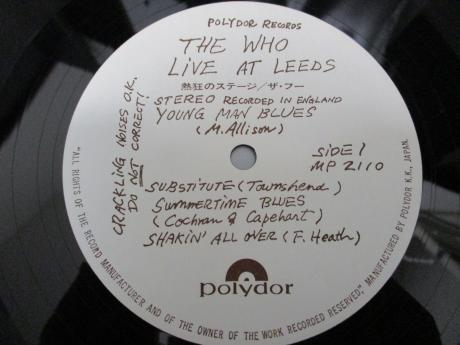 POLYDOR RECORDS
THE WHO
LIVE AT LEEDS
熱狂のステージ/ザ・フー
STEREO RECORDED IN ENGLAND
YOUNG MAN BLUES
(M. Allison)
CRACKLING NOISES O.K.
DO NOT CORRECT!
SIDE 1
MP 2110
SUBSTITUTE (Townshend)
SUMMERTIME BLUES
(Cochran & Capehart)
SHAKIN' ALL OVER (F. Heath)
polydor
"ALL RIGHTS OF THE RECORD MANUFACTURER AND OF THE OWNER OF THE WORK RECORDED RESERVED," MANUFACTURED BY POLYDOR K.K., JAPAN.